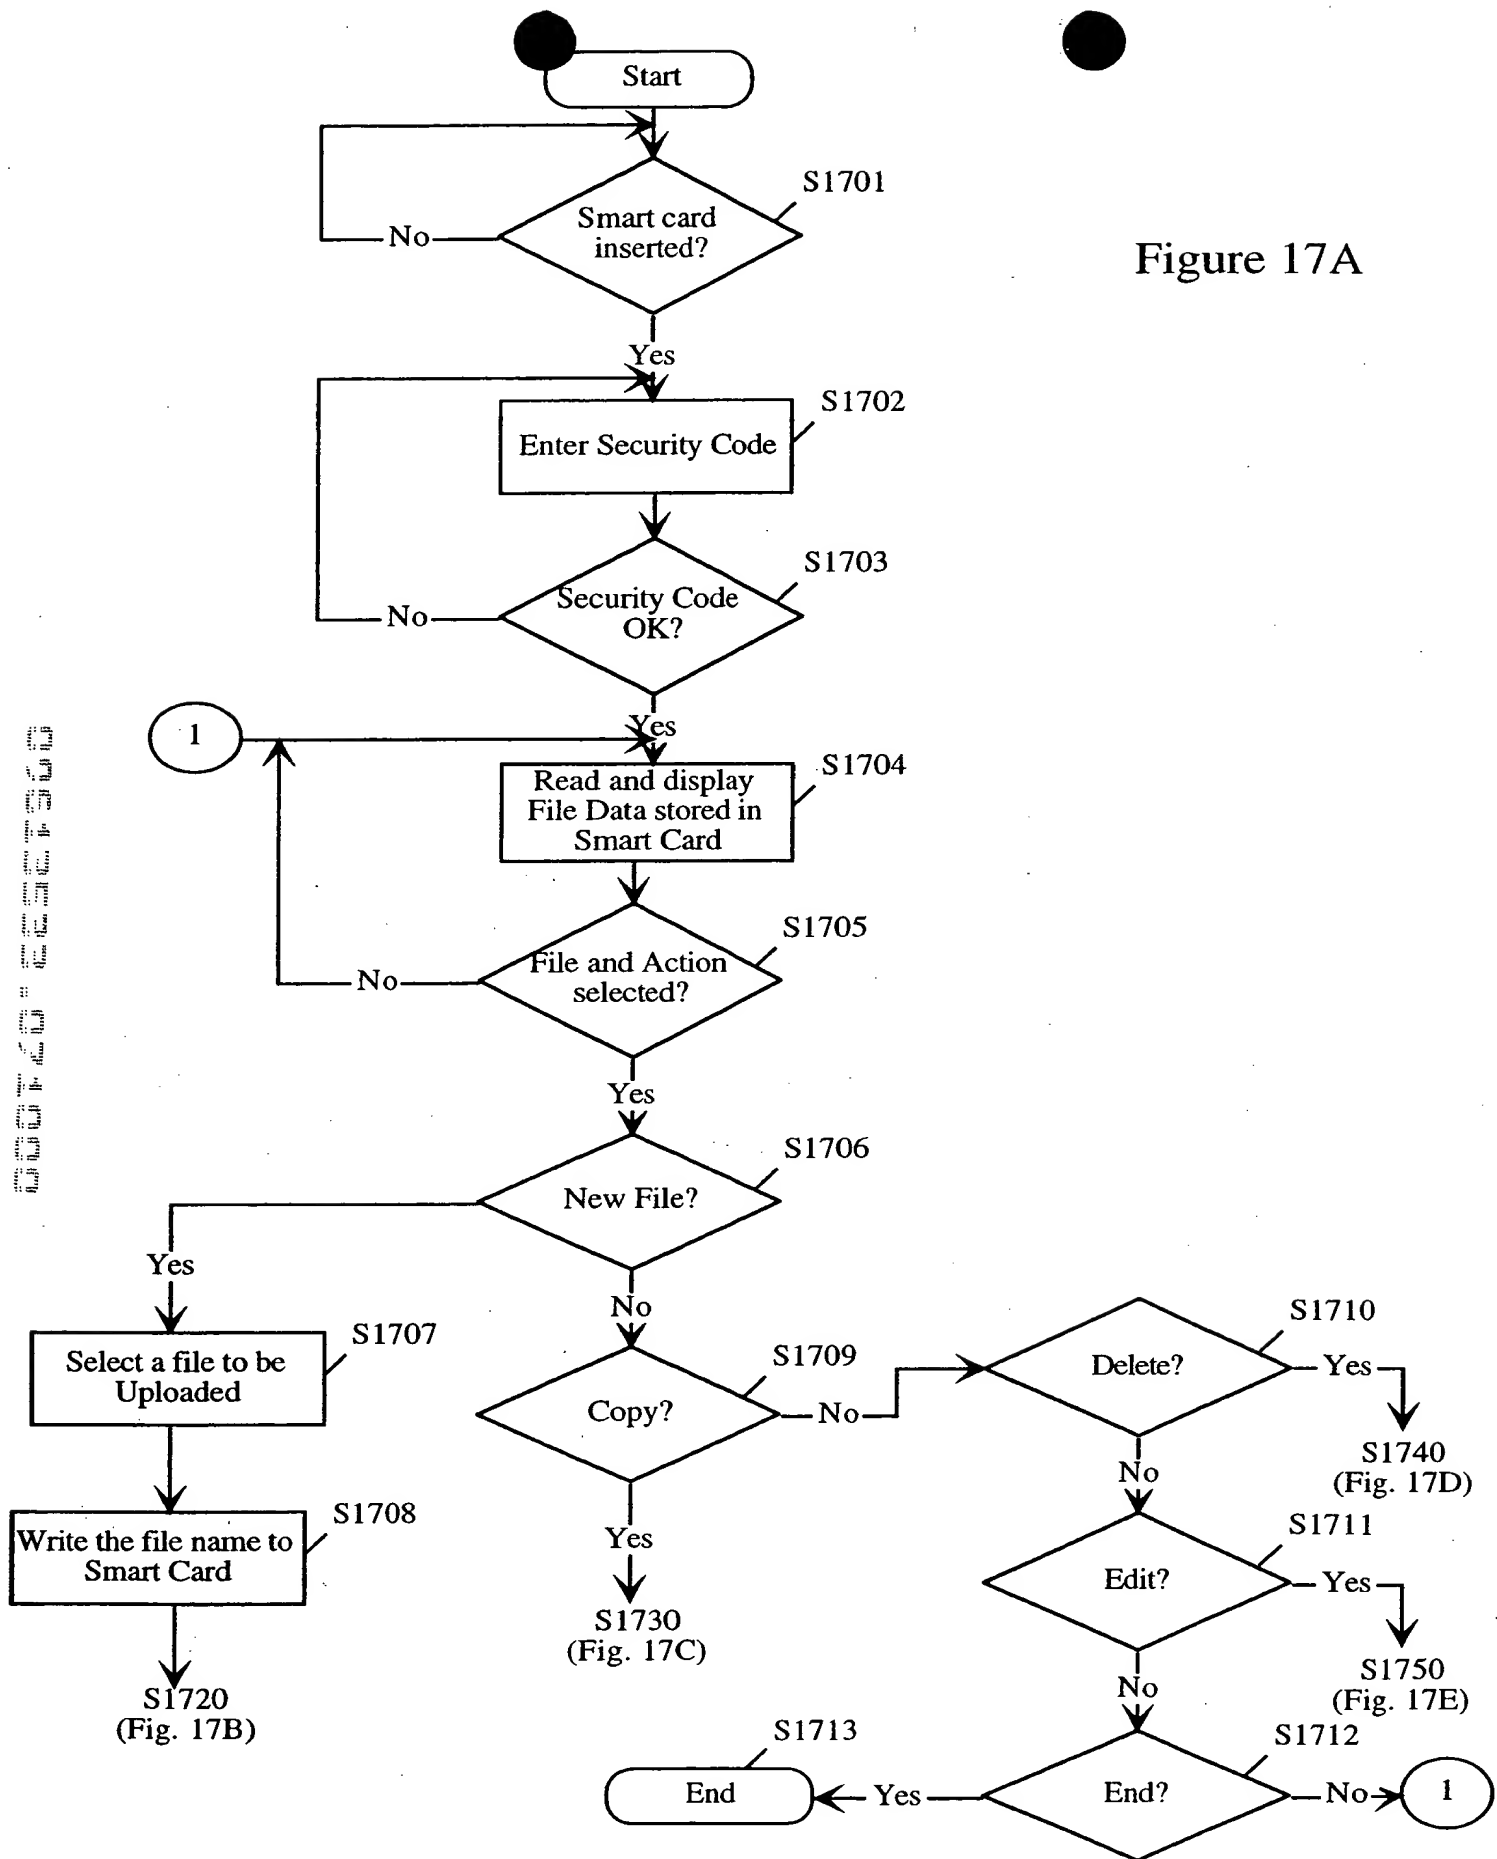 Start
S1701
Smart card
inserted?
No
Figure 17A
Yes
S1702
Enter Security Code
S1703
Security Code
OK?
No
1
Yes
S1704
Read and display
File Data stored in
Smart Card
S1705
File and Action
selected?
No
Yes
S1706
New File?
Yes
No
S1707
Select a file to be
Uploaded
S1709
Copy?
No
S1710
Delete?
Yes
S1740
(Fig. 17D)
No
S1708
Write the file name to
Smart Card
Yes
S1730
(Fig. 17C)
S1711
Edit?
Yes
S1750
(Fig. 17E)
No
S1720
(Fig. 17B)
S1713
End
Yes
S1712
End?
No
1